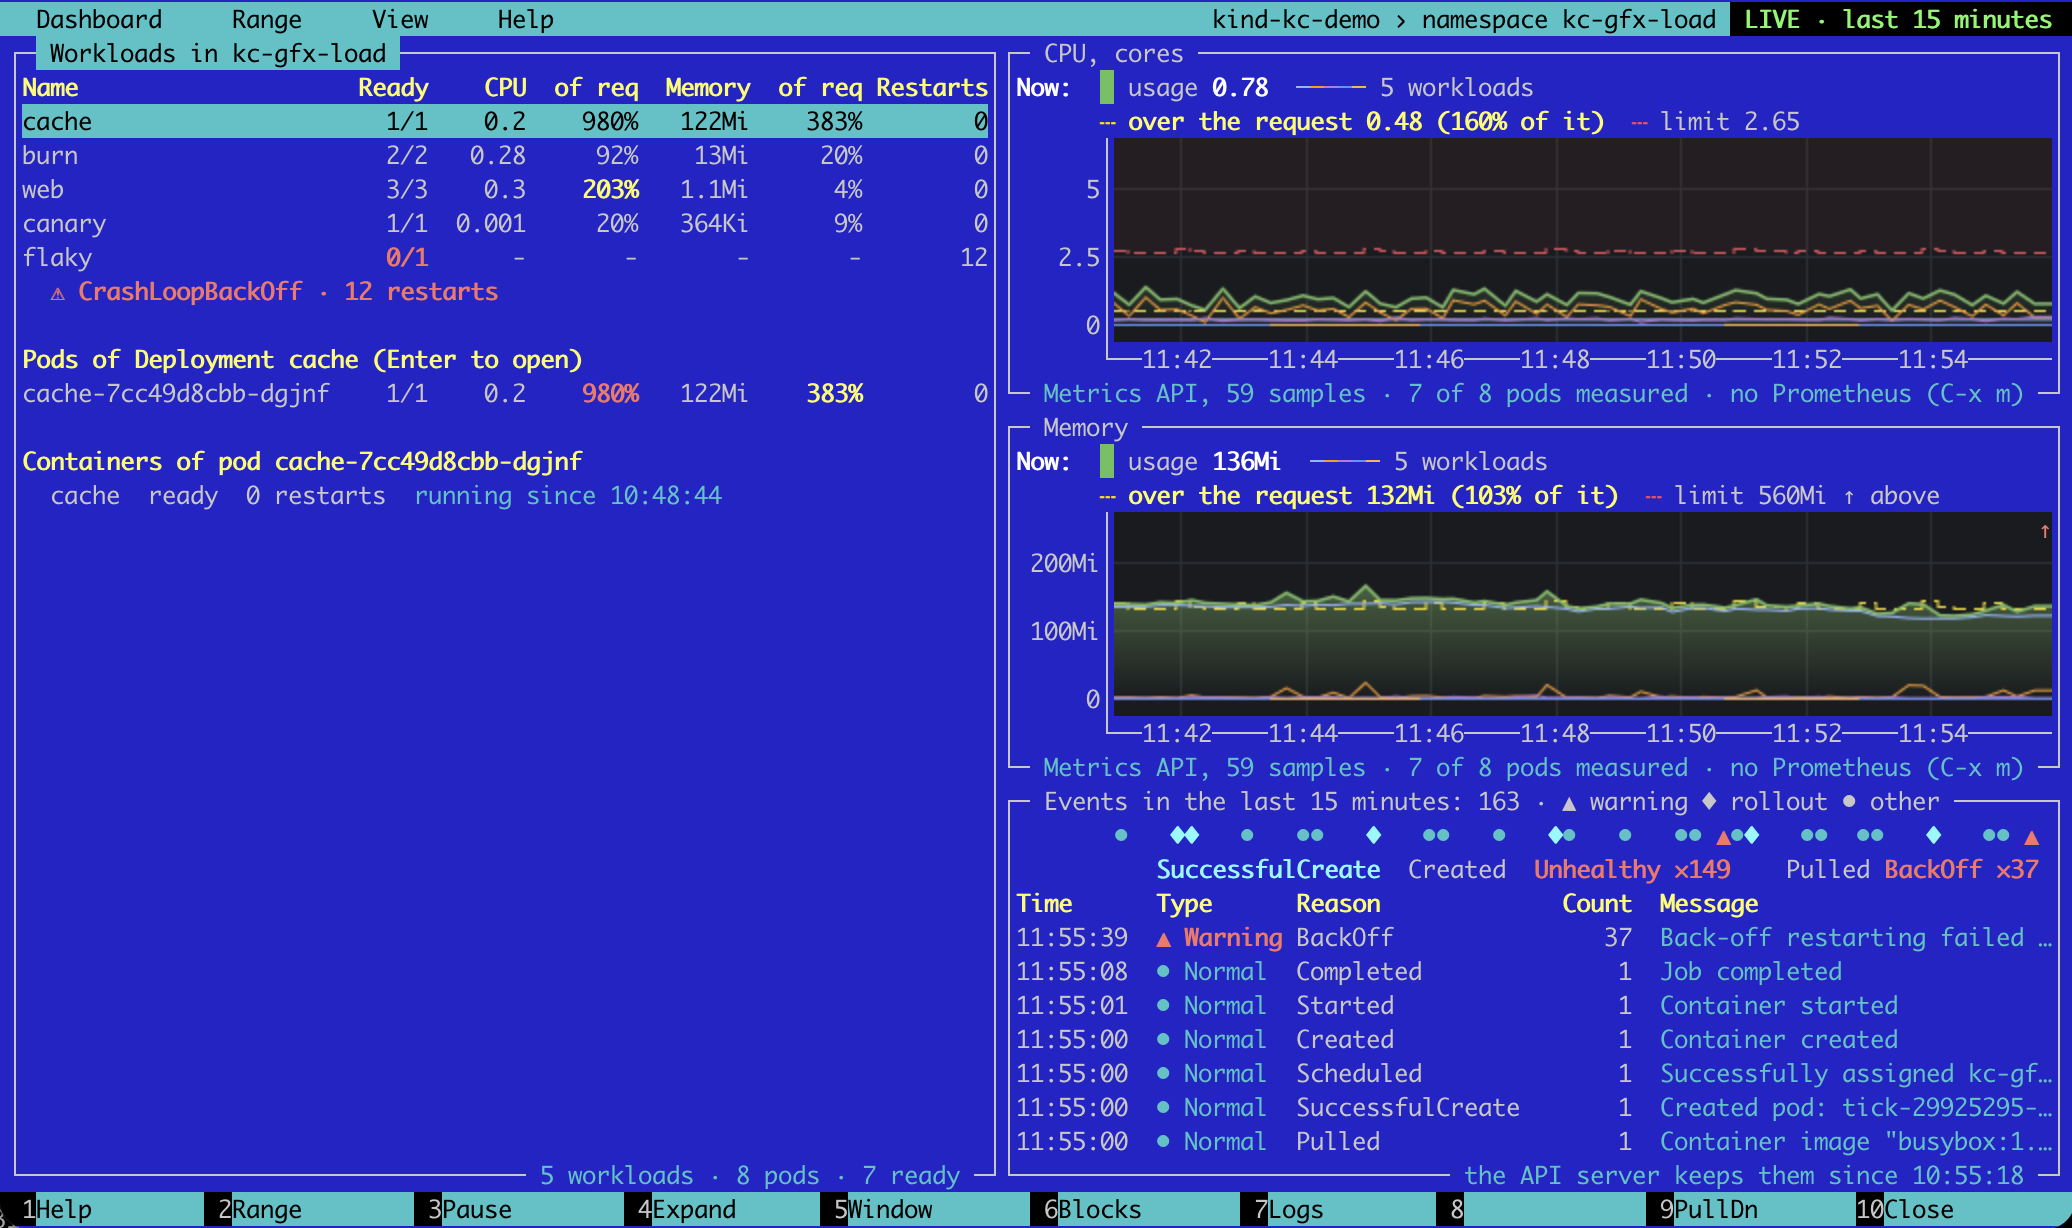 Dashboard Range View Help kind-kc-demo › namespace kc-gfx-load LIVE · last 15 minutes
Workloads in kc-gfx-load
Name Ready CPU of req Memory of req Restarts
cache 1/1 0.2 980% 122Mi 383% 0
burn 2/2 0.28 92% 13Mi 20% 0
web 3/3 0.3 203% 1.1Mi 4% 0
canary 1/1 0.001 20% 364Ki 9% 0
flaky 0/1 - - - - 12
⚠ CrashLoopBackOff · 12 restarts
Pods of Deployment cache (Enter to open)
cache-7cc49d8cbb-dgjnf 1/1 0.2 980% 122Mi 383% 0
Containers of pod cache-7cc49d8cbb-dgjnf
cache ready 0 restarts running since 10:48:44
5 workloads · 8 pods · 7 ready
CPU, cores
Now: usage 0.78 5 workloads
--- over the request 0.48 (160% of it) --- limit 2.65
5
2.5
0
11:42 11:44 11:46 11:48 11:50 11:52 11:54
Metrics API, 59 samples · 7 of 8 pods measured · no Prometheus (C-x m)
Memory
Now: usage 136Mi 5 workloads
--- over the request 132Mi (103% of it) --- limit 560Mi ↑ above
↑
200Mi
100Mi
0
11:42 11:44 11:46 11:48 11:50 11:52 11:54
Metrics API, 59 samples · 7 of 8 pods measured · no Prometheus (C-x m)
Events in the last 15 minutes: 163 · ▲ warning ◆ rollout ● other
SuccessfulCreate Created Unhealthy ×149 Pulled BackOff ×37
Time Type Reason Count Message
11:55:39 ▲ Warning BackOff 37 Back-off restarting failed …
11:55:08 ● Normal Completed 1 Job completed
11:55:01 ● Normal Started 1 Container started
11:55:00 ● Normal Created 1 Container created
11:55:00 ● Normal Scheduled 1 Successfully assigned kc-gf…
11:55:00 ● Normal SuccessfulCreate 1 Created pod: tick-29925295-…
11:55:00 ● Normal Pulled 1 Container image "busybox:1.…
the API server keeps them since 10:55:18
1Help 2Range 3Pause 4Expand 5Window 6Blocks 7Logs 8 9PullDn 10Close